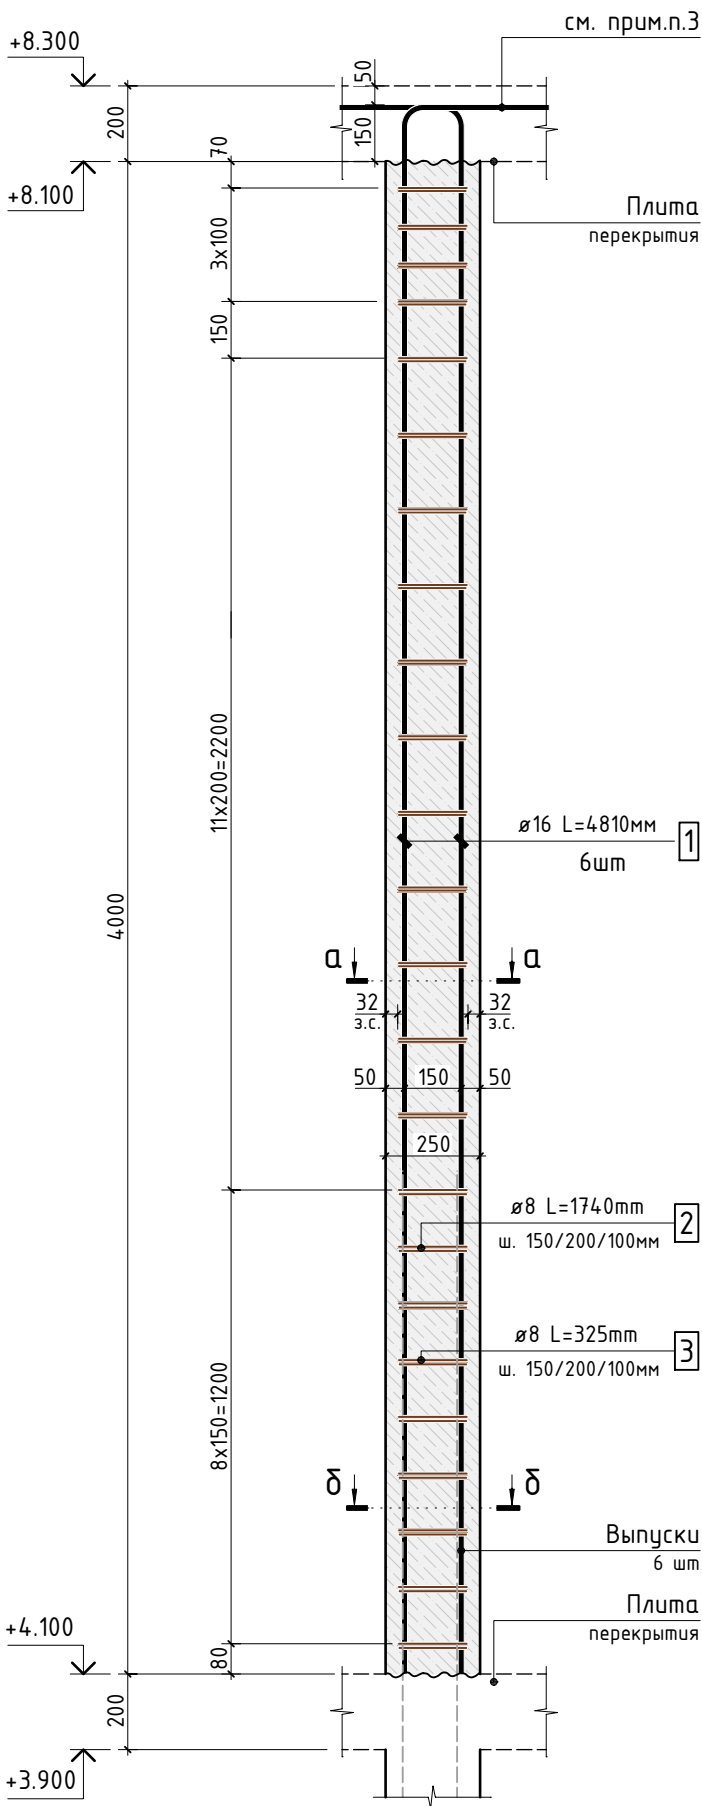 см. прим.п.3
+8.300
50
200
150
70
+8.100
Плита
перекрытия
3х100
150
11х200=2200
ø16 L=4810мм
1
6шт
4000
а
а
32
з.с.
32
з.с.
50
150
50
250
ø8 L=1740mm
2
ш. 150/200/100мм
ø8 L=325mm
3
ш. 150/200/100мм
8х150=1200
б
б
Выпуски
6 шт
Плита
перекрытия
+4.100
80
200
+3.900